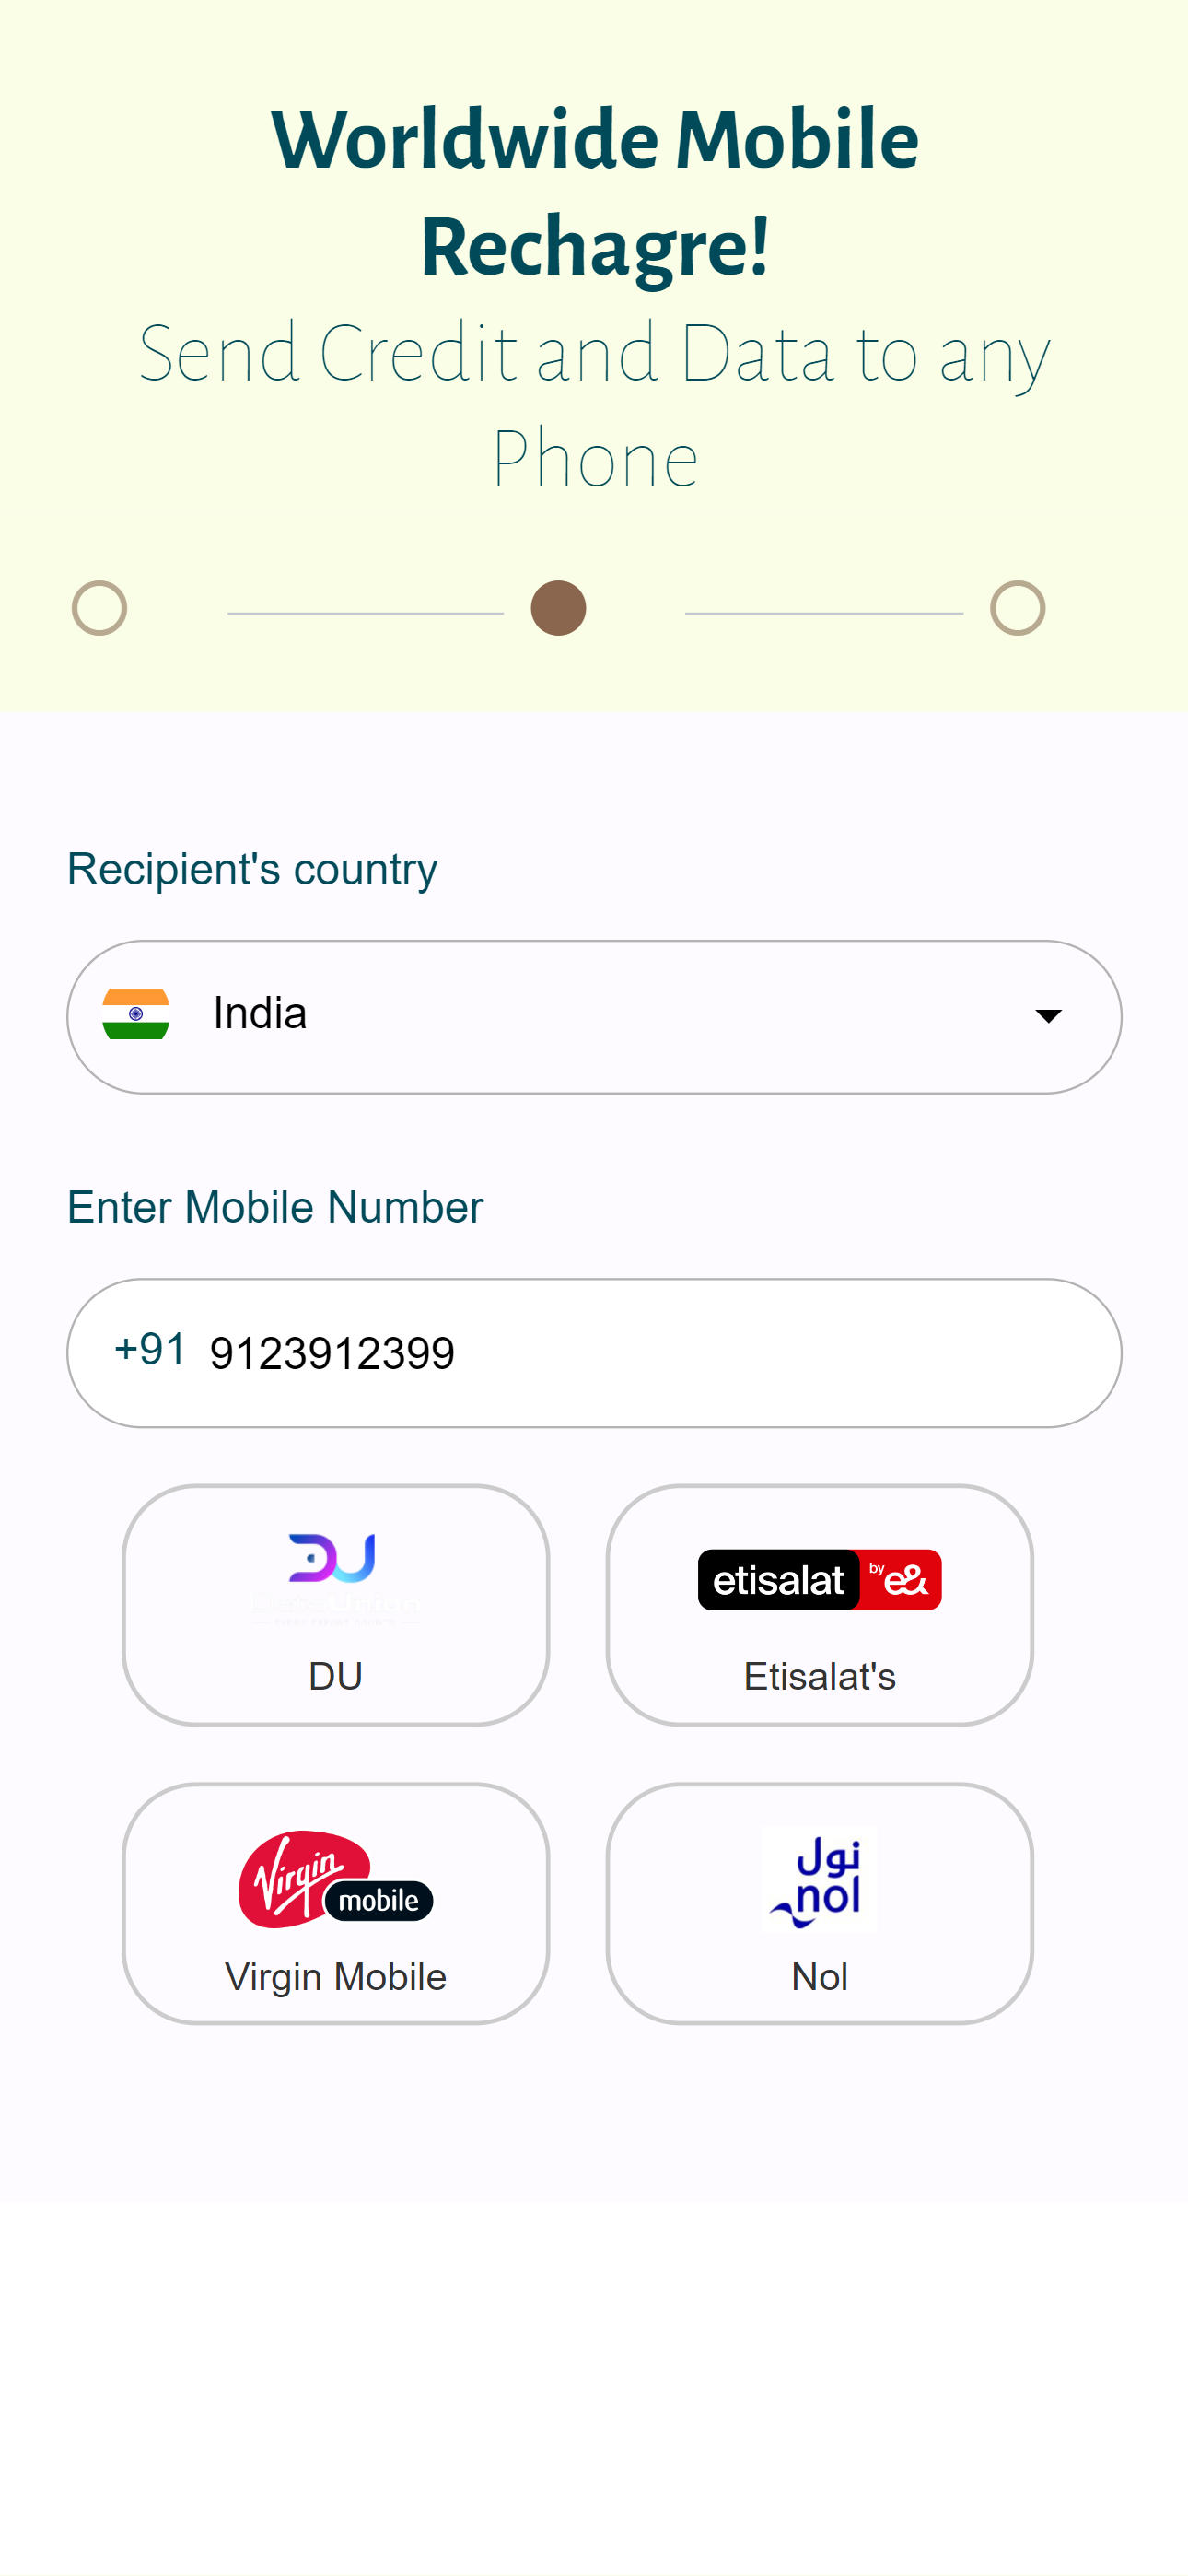 Worldwide Mobile
Rechagre!
Send Credit and Data to any
Phone
Recipient's country
India
Enter Mobile Number
+91 9123912399
DU
etisalat by e&
DU
Etisalat's
Virgin mobile
نول
nol
Virgin Mobile
Nol